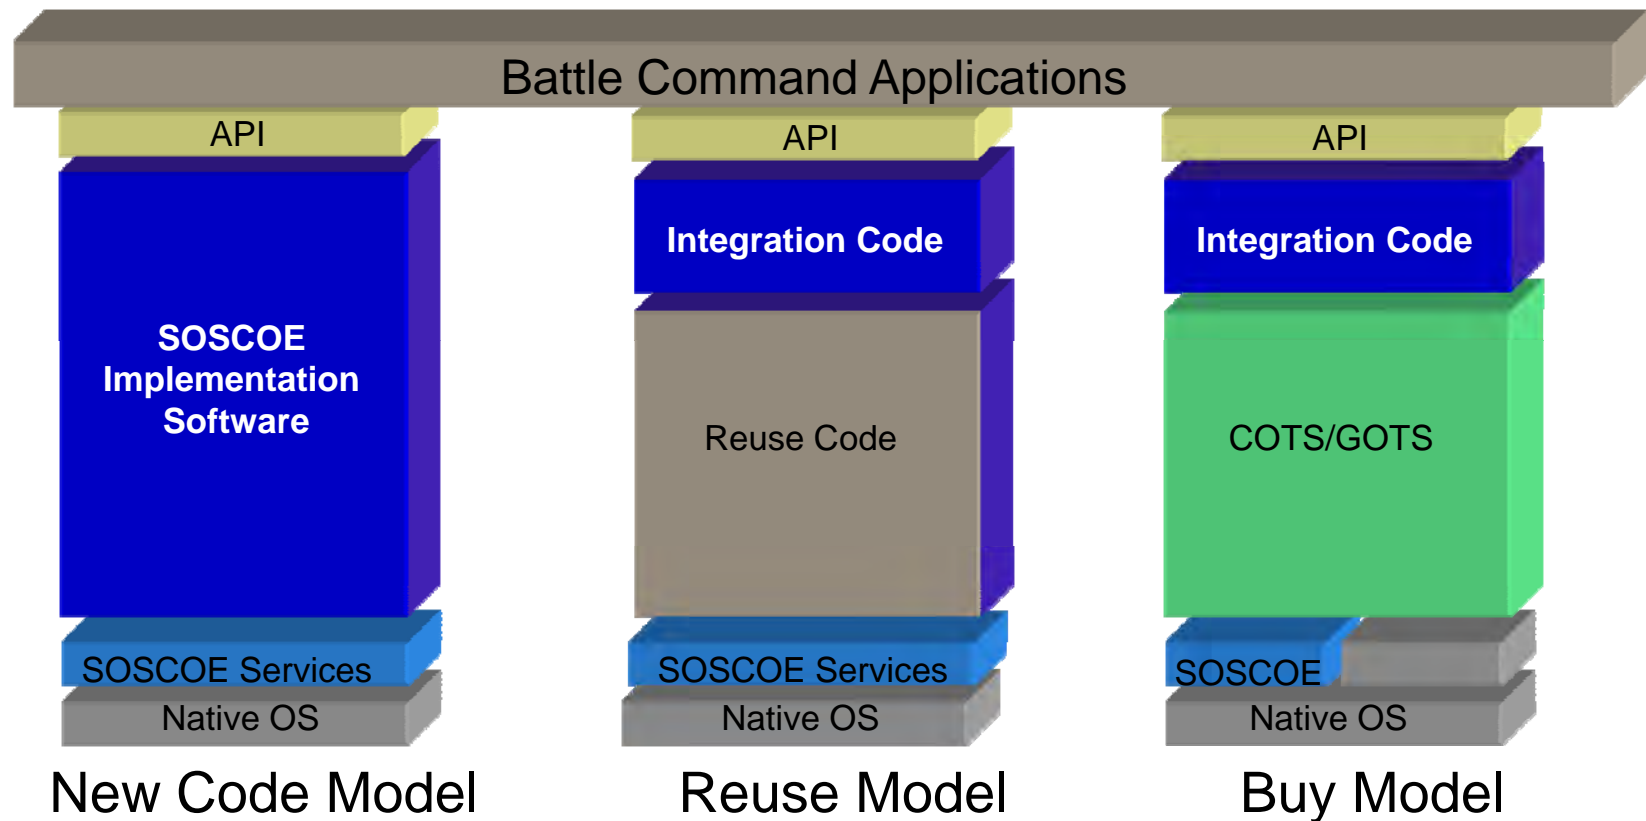 Battle Command Applications
API
API
API
SOSCOE
Implementation
Software
Integration Code
Integration Code
Reuse Code
COTS/GOTS
SOSCOE Services
SOSCOE Services
SOSCOE
Native OS
Native OS
Native OS
New Code Model
Reuse Model
Buy Model